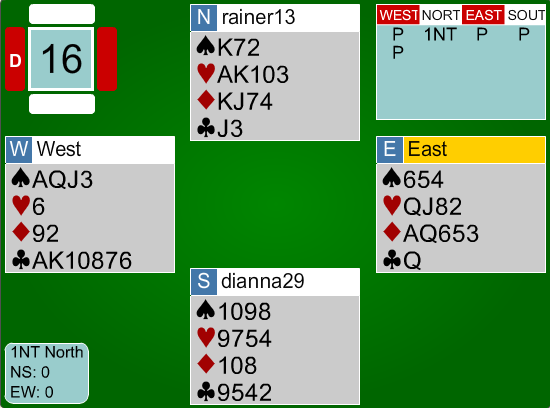 N rainer13
♠K72
♥AK103
♦KJ74
♣J3
WEST NORT EAST SOUT
P 1NT P P
P
D 16
W West
♠AQJ3
♥6
♦92
♣AK10876
E East
♠654
♥QJ82
♦AQ653
♣Q
S dianna29
♠1098
♥9754
♦108
♣9542
1NT North
NS: 0
EW: 0